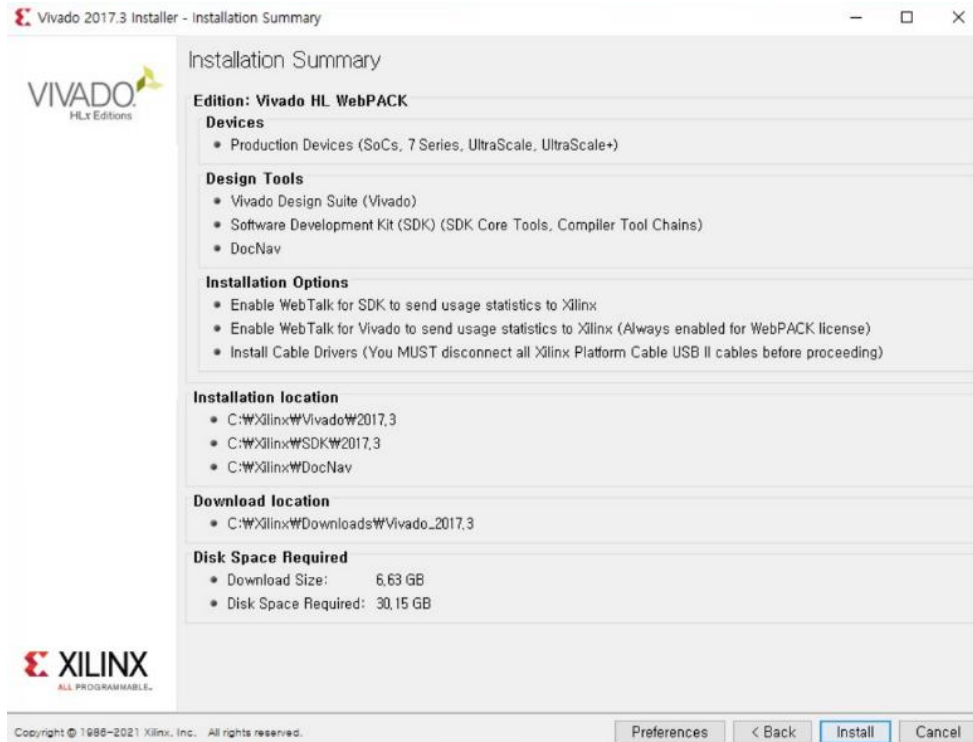 Vivado 2017.3 Installer - Installation Summary
VIVADO.
HLx Editions
Installation Summary
Edition: Vivado HL WebPACK
Devices
Production Devices (SoCs, 7 Series, UltraScale, UltraScale+)
Design Tools
Vivado Design Suite (Vivado)
Software Development Kit (SDK) (SDK Core Tools, Compiler Tool Chains)
DocNav
Installation Options
Enable WebTalk for SDK to send usage statistics to Xilinx
Enable WebTalk for Vivado to send usage statistics to Xilinx (Always enabled for WebPACK license)
Install Cable Drivers (You MUST disconnect all Xilinx Platform Cable USB II cables before proceeding)
Installation location
C:₩Xilinx₩Vivado₩2017.3
C:₩Xilinx₩SDK₩2017.3
C:₩Xilinx₩DocNav
Download location
C:₩Xilinx₩Downloads₩Vivado_2017.3
Disk Space Required
Download Size: 6.63 GB
Disk Space Required: 30.15 GB
XILINX
ALL PROGRAMMABLE.
Copyright © 1986-2021 Xilinx, Inc. All rights reserved.
Preferences < Back Install Cancel